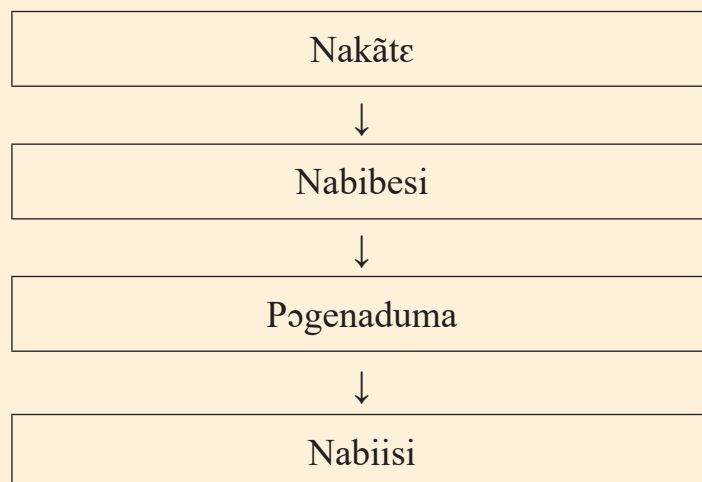 Nakãtɛ
↓
Nabibesi
↓
Pɔgenaduma
↓
Nabiisi